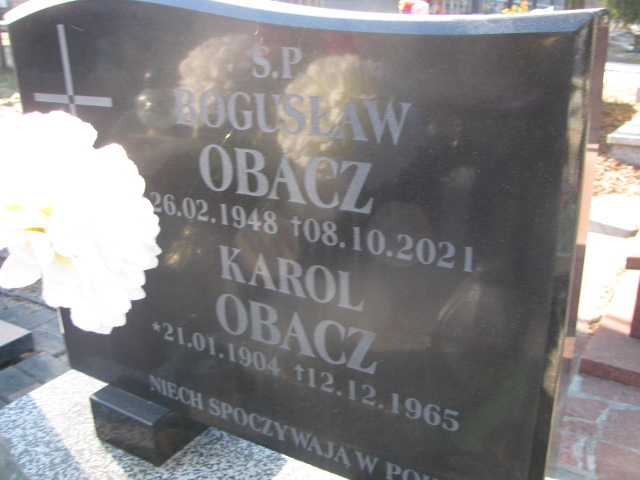 S.P.
BOGUSŁAW
OBACZ
26.02.1948 †08.10.2021
KAROL
OBACZ
*21.01.1904 †12.12.1965
NIECH SPOCZYWAJĄ W